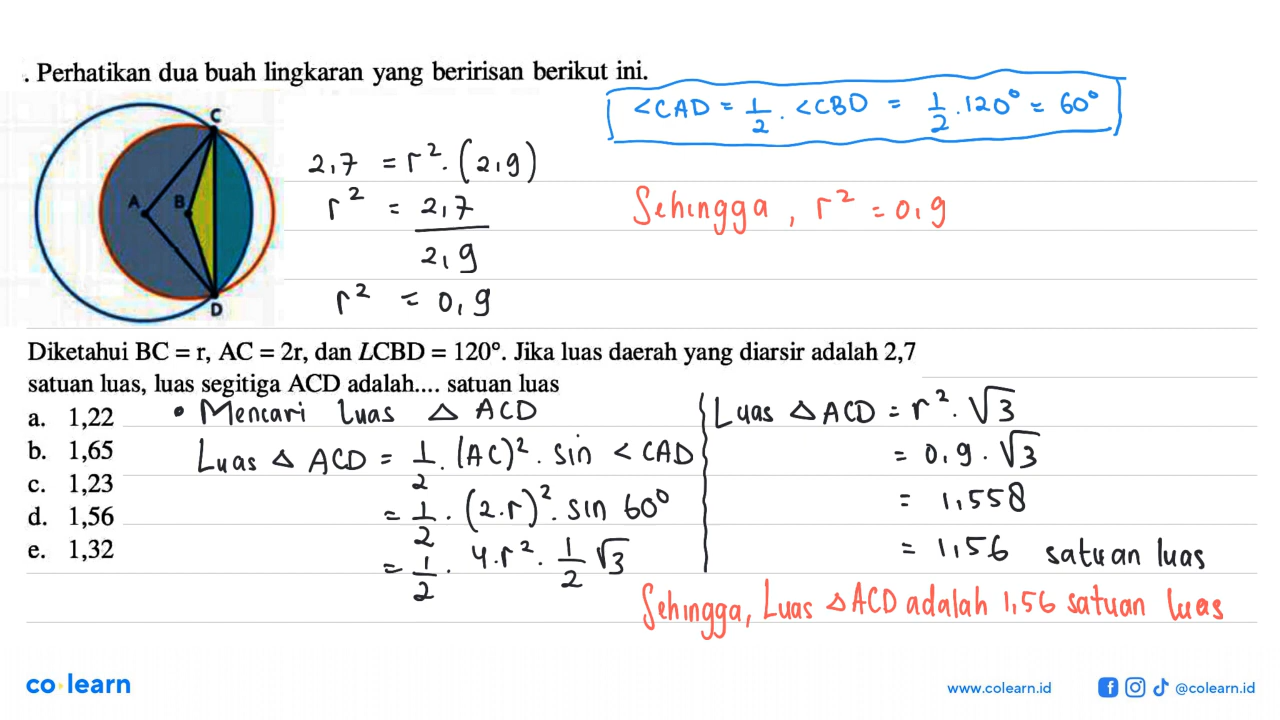 . Perhatikan dua buah lingkaran yang beririsan berikut ini.
∠CAD = 1/2 . ∠CBD = 1/2 . 120° = 60°
C
A
B
D
2,7 = r² . (2,9)
r² = 2,7/2,9
r² = 0,9
Sehingga, r² = 0,9
Diketahui BC = r, AC = 2r, dan ∠CBD = 120°. Jika luas daerah yang diarsir adalah 2,7
satuan luas, luas segitiga ACD adalah.... satuan luas
a. 1,22
b. 1,65
c. 1,23
d. 1,56
e. 1,32
• Mencari luas △ ACD
Luas △ ACD = 1/2 . (AC)² . sin < CAD
= 1/2 . (2.r)² . sin 60°
= 1/2 . 4.r² . 1/2 √3
Luas △ ACD = r² . √3
= 0,9 . √3
= 1,558
= 1,56 satuan luas
Sehingga, Luas △ ACD adalah 1,56 satuan luas
co learn
www.colearn.id
@colearn.id